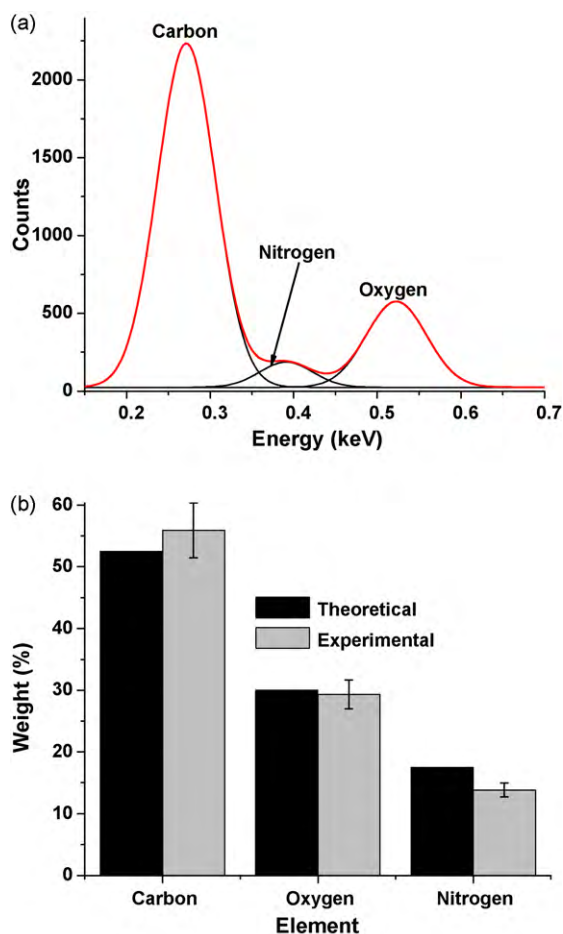 (a)
Carbon
2000
1500
1000
500
0
Counts
Nitrogen
Oxygen
0.2 0.3 0.4 0.5 0.6 0.7
Energy (keV)
(b)
60
50
40
30
20
10
0
Weight (%)
Theoretical
Experimental
Carbon Oxygen Nitrogen
Element